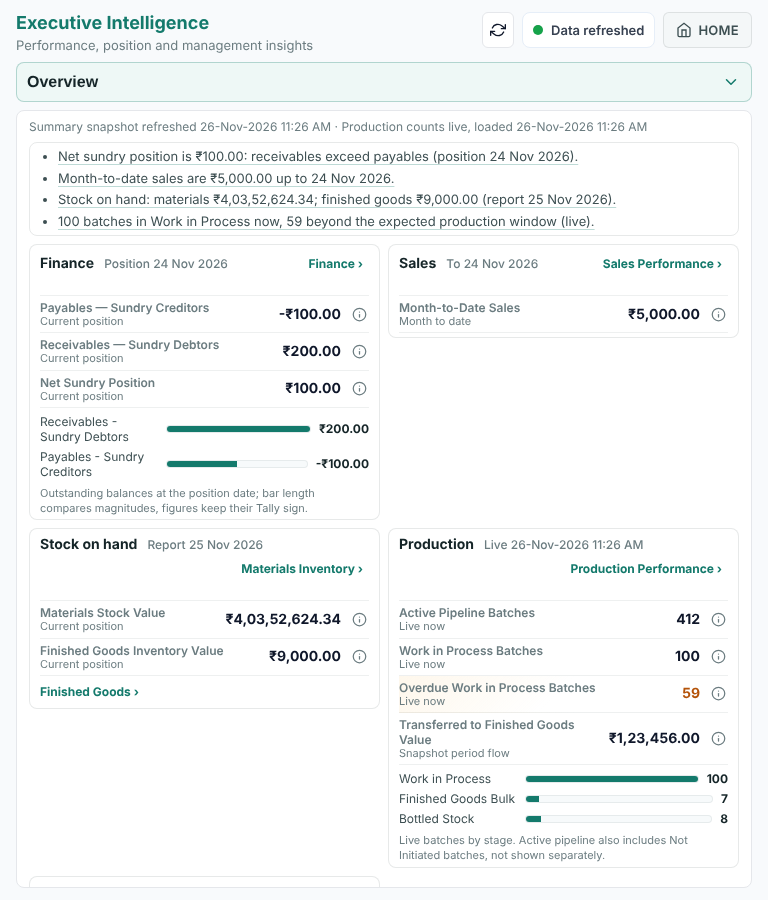 Executive Intelligence
Performance, position and management insights
Data refreshed
HOME
Overview
Summary snapshot refreshed 26-Nov-2026 11:26 AM · Production counts live, loaded 26-Nov-2026 11:26 AM
• Net sundry position is ₹100.00: receivables exceed payables (position 24 Nov 2026).
• Month-to-date sales are ₹5,000.00 up to 24 Nov 2026.
• Stock on hand: materials ₹4,03,52,624.34; finished goods ₹9,000.00 (report 25 Nov 2026).
• 100 batches in Work in Process now, 59 beyond the expected production window (live).
Finance Position 24 Nov 2026 Finance ›
Payables — Sundry Creditors
Current position
-₹100.00
Receivables — Sundry Debtors
Current position
₹200.00
Net Sundry Position
Current position
₹100.00
Receivables -
Sundry Debtors
₹200.00
Payables - Sundry
Creditors
-₹100.00
Outstanding balances at the position date; bar length
compares magnitudes, figures keep their Tally sign.
Sales To 24 Nov 2026 Sales Performance ›
Month-to-Date Sales
Month to date
₹5,000.00
Stock on hand Report 25 Nov 2026
Materials Inventory ›
Materials Stock Value
Current position
₹4,03,52,624.34
Finished Goods Inventory Value
Current position
₹9,000.00
Finished Goods ›
Production Live 26-Nov-2026 11:26 AM
Production Performance ›
Active Pipeline Batches
Live now
412
Work in Process Batches
Live now
100
Overdue Work in Process Batches
Live now
59
Transferred to Finished Goods
Value
Snapshot period flow
₹1,23,456.00
Work in Process 100
Finished Goods Bulk 7
Bottled Stock 8
Live batches by stage. Active pipeline also includes Not
Initiated batches, not shown separately.